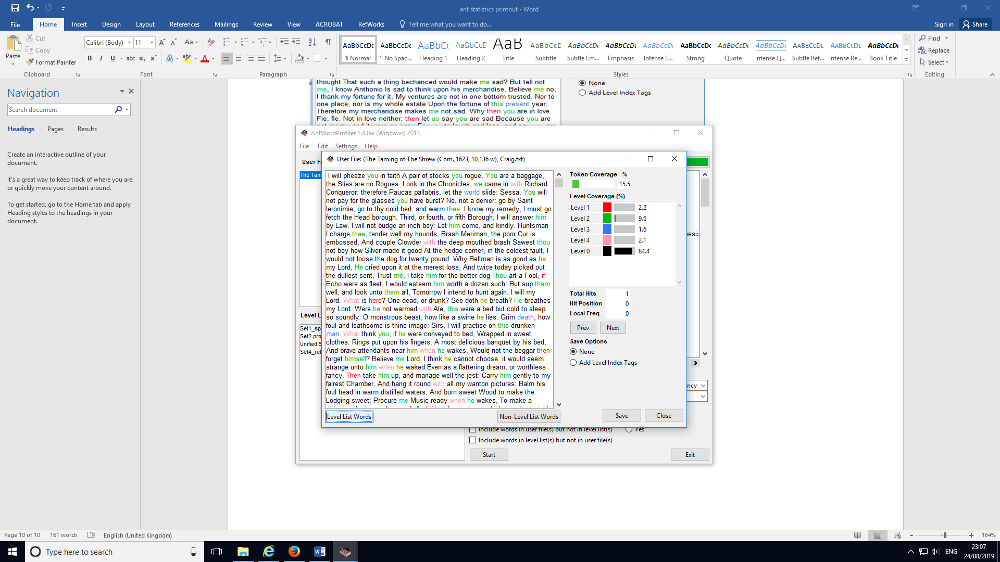 ant statistics printout - Word
File Home Insert Design Layout References Mailings Review View ACROBAT RefWorks Tell me what you want to do... Sign in Share
Paste Cut Copy Format Painter
Calibri (Body) 11
AaBbCcDc AaBbCcDc AaBbCc AaBbCcD AaB AaBbCcD AaBbCcDc AaBbCcDc AaBbCcDc AaBbCcDc AaBbCcDc AaBbCcDc AABBCCDD AABBCCDD AaBbCcDc
¶ Normal ¶ No Spac... Heading 1 Heading 2 Title Subtitle Subtle Em... Emphasis Intense E... Strong Quote Intense Q... Subtle Ref... Intense Re... Book Title
Find Replace Select
Clipboard Font Paragraph Styles Editing
Navigation
Search document
Headings Pages Results
Create an interactive outline of your
document.
It's a great way to keep track of where you are
or quickly move your content around.
To get started, go to the Home tab and apply
Heading styles to the headings in your
document.
thought That such a thing bechanced would make me sad? But tell not
me, I know Anthonio Is sad to think upon his merchandise. Believe me no,
I thank my fortune for it, My ventures are not in one bottom trusted, Nor to
one place; nor is my whole estate Upon the fortune of this present year:
Therefore my merchandise makes me not sad. Why then you are in love.
Fie, fie. Not in love neither: then let us say you are sad Because you are
None
Add Level Index Tags
AntWordProfiler 1.4.0w (Windows) 2013
File Edit Settings Help
User Fi
The Tam
Level L
Set1_sp
Set2 pro
Unified S
Set4_rel
User File: (The Taming of The Shrew (Com.,1623, 10,136 w), Craig.txt)
I will pheeze you in faith A pair of stocks you rogue. You are a baggage,
the Slies are no Rogues. Look in the Chronicles, we came in with Richard
Conqueror: therefore Paucas pallabris, let the world slide: Sessa. You will
not pay for the glasses you have burst? No, not a denier: go by Saint
Ieronimie, go to thy cold bed, and warm thee. I know my remedy, I must go
fetch the Head borough. Third, or fourth, or fifth Borough, I will answer him
by Law. I will not budge an inch boy: Let him come, and kindly. Huntsman
I charge thee, tender well my hounds, Brash Meriman, the poor Cur is
embossed, And couple Clowder with the deep mouthed brash Sawest thou
not boy how Silver made it good At the hedge corner, in the coldest fault, I
would not loose the dog for twenty pound. Why Bellman is as good as he
my Lord, He cried upon it at the merest loss, And twice today picked out
the dullest sent, Trust me, I take him for the better dog Thou art a Fool, if
Echo were as fleet, I would esteem him worth a dozen such: But sup them
well, and look unto them all, Tomorrow I intend to hunt again. I will my
Lord. What is here? One dead, or drunk? See doth he breath? He breathes
my Lord. Were he not warmed with Ale, this were a bed but cold to sleep
so soundly. O monstrous beast, how like a swine he lies. Grim death, how
foul and loathsome is thine image: Sirs, I will practise on this drunken
man. What think you, if he were conveyed to bed, Wrapped in sweet
clothes: Rings put upon his fingers: A most delicious banquet by his bed,
And brave attendants near him when he wakes, Would not the beggar then
forget himself? Believe me Lord, I think he cannot choose. it would seem
strange unto him when he waked Even as a flattering dream, or worthless
fancy. Then take him up, and manage well the jest: Carry him gently to my
fairest Chamber, And hang it round with all my wanton pictures: Balm his
foul head in warm distilled waters, And burn sweet Wood to make the
Lodging sweet: Procure me Music ready when he wakes, To make a
Level List Words Non-Level List Words
Token Coverage %
15.5
Level Coverage (%)
Level 1 2.2
Level 2 9.6
Level 3 1.6
Level 4 2.1
Level 0 84.4
Total Hits 1
Hit Position 0
Local Freq 0
Prev Next
Save Options
None
Add Level Index Tags
Save Close
nesis
ncy
Include words in user file(s) but not in level list(s) Yes
Include words in level list(s) but not in user file(s)
Start Exit
Page 10 of 10 161 words English (United Kingdom) 164%
Type here to search
ENG
23:07
24/08/2019